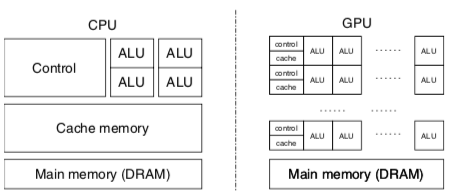 CPU
Control
ALU ALU
ALU ALU
Cache memory
Main memory (DRAM)
GPU
control
cache
ALU ALU ...... ALU
control
cache
ALU ALU ...... ALU
...... ......
control
cache
ALU ALU ...... ALU
Main memory (DRAM)